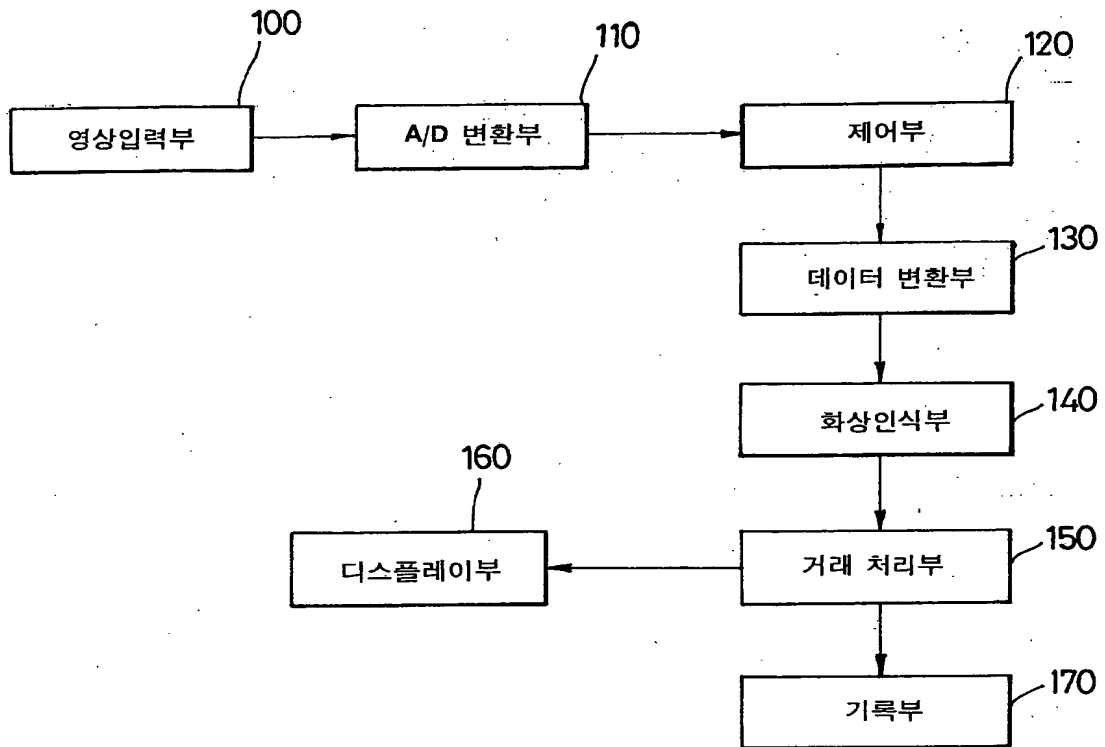 100
110
120
영상입력부
A/D 변환부
제어부
130
데이터 변환부
140
화상인식부
160
150
디스플레이부
거래 처리부
170
기록부